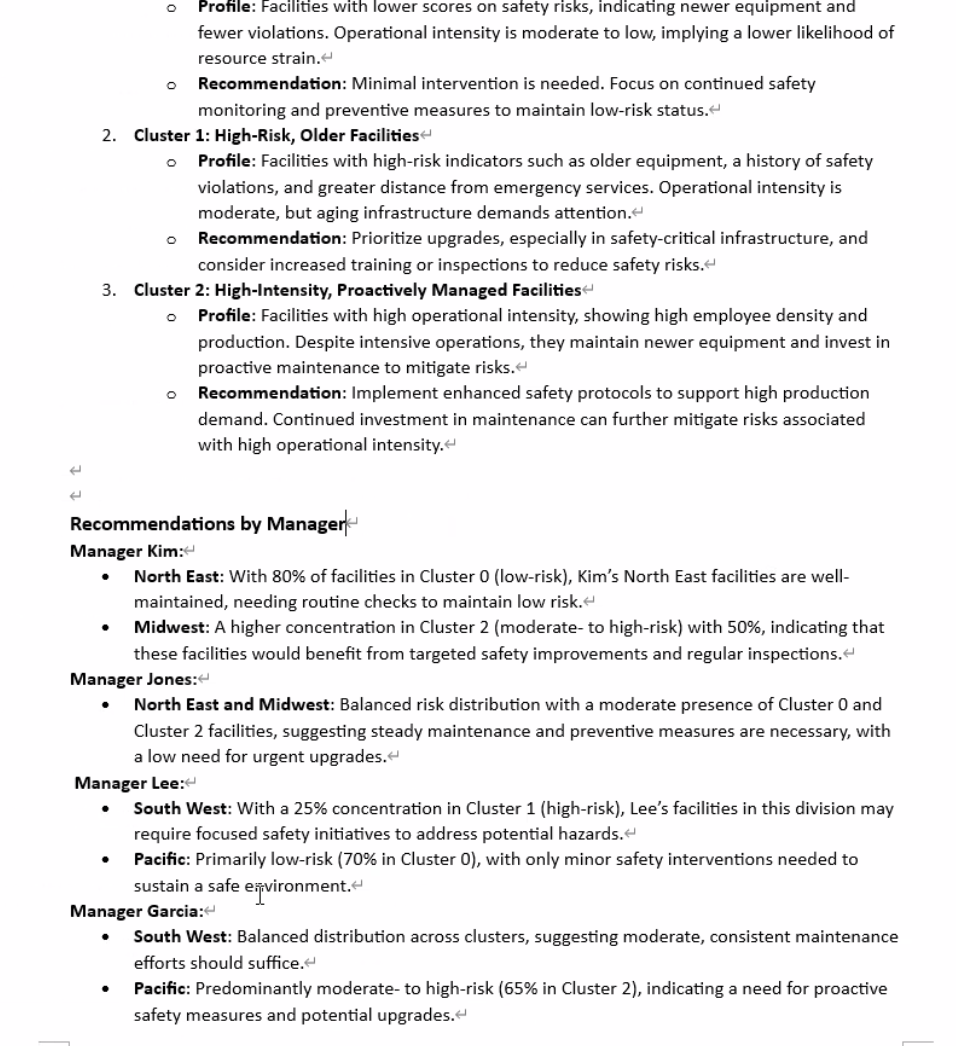 o Profile: Facilities with lower scores on safety risks, indicating newer equipment and
fewer violations. Operational intensity is moderate to low, implying a lower likelihood of
resource strain.↵
o Recommendation: Minimal intervention is needed. Focus on continued safety
monitoring and preventive measures to maintain low-risk status.↵
2. Cluster 1: High-Risk, Older Facilities↵
o Profile: Facilities with high-risk indicators such as older equipment, a history of safety
violations, and greater distance from emergency services. Operational intensity is
moderate, but aging infrastructure demands attention.↵
o Recommendation: Prioritize upgrades, especially in safety-critical infrastructure, and
consider increased training or inspections to reduce safety risks.↵
3. Cluster 2: High-Intensity, Proactively Managed Facilities↵
o Profile: Facilities with high operational intensity, showing high employee density and
production. Despite intensive operations, they maintain newer equipment and invest in
proactive maintenance to mitigate risks.↵
o Recommendation: Implement enhanced safety protocols to support high production
demand. Continued investment in maintenance can further mitigate risks associated
with high operational intensity.↵
↵
↵
Recommendations by Manager↵
Manager Kim:↵
• North East: With 80% of facilities in Cluster 0 (low-risk), Kim’s North East facilities are well-
maintained, needing routine checks to maintain low risk.↵
• Midwest: A higher concentration in Cluster 2 (moderate- to high-risk) with 50%, indicating that
these facilities would benefit from targeted safety improvements and regular inspections.↵
Manager Jones:↵
• North East and Midwest: Balanced risk distribution with a moderate presence of Cluster 0 and
Cluster 2 facilities, suggesting steady maintenance and preventive measures are necessary, with
a low need for urgent upgrades.↵
Manager Lee:↵
• South West: With a 25% concentration in Cluster 1 (high-risk), Lee’s facilities in this division may
require focused safety initiatives to address potential hazards.↵
• Pacific: Primarily low-risk (70% in Cluster 0), with only minor safety interventions needed to
sustain a safe environment.↵
Manager Garcia:↵
• South West: Balanced distribution across clusters, suggesting moderate, consistent maintenance
efforts should suffice.↵
• Pacific: Predominantly moderate- to high-risk (65% in Cluster 2), indicating a need for proactive
safety measures and potential upgrades.↵